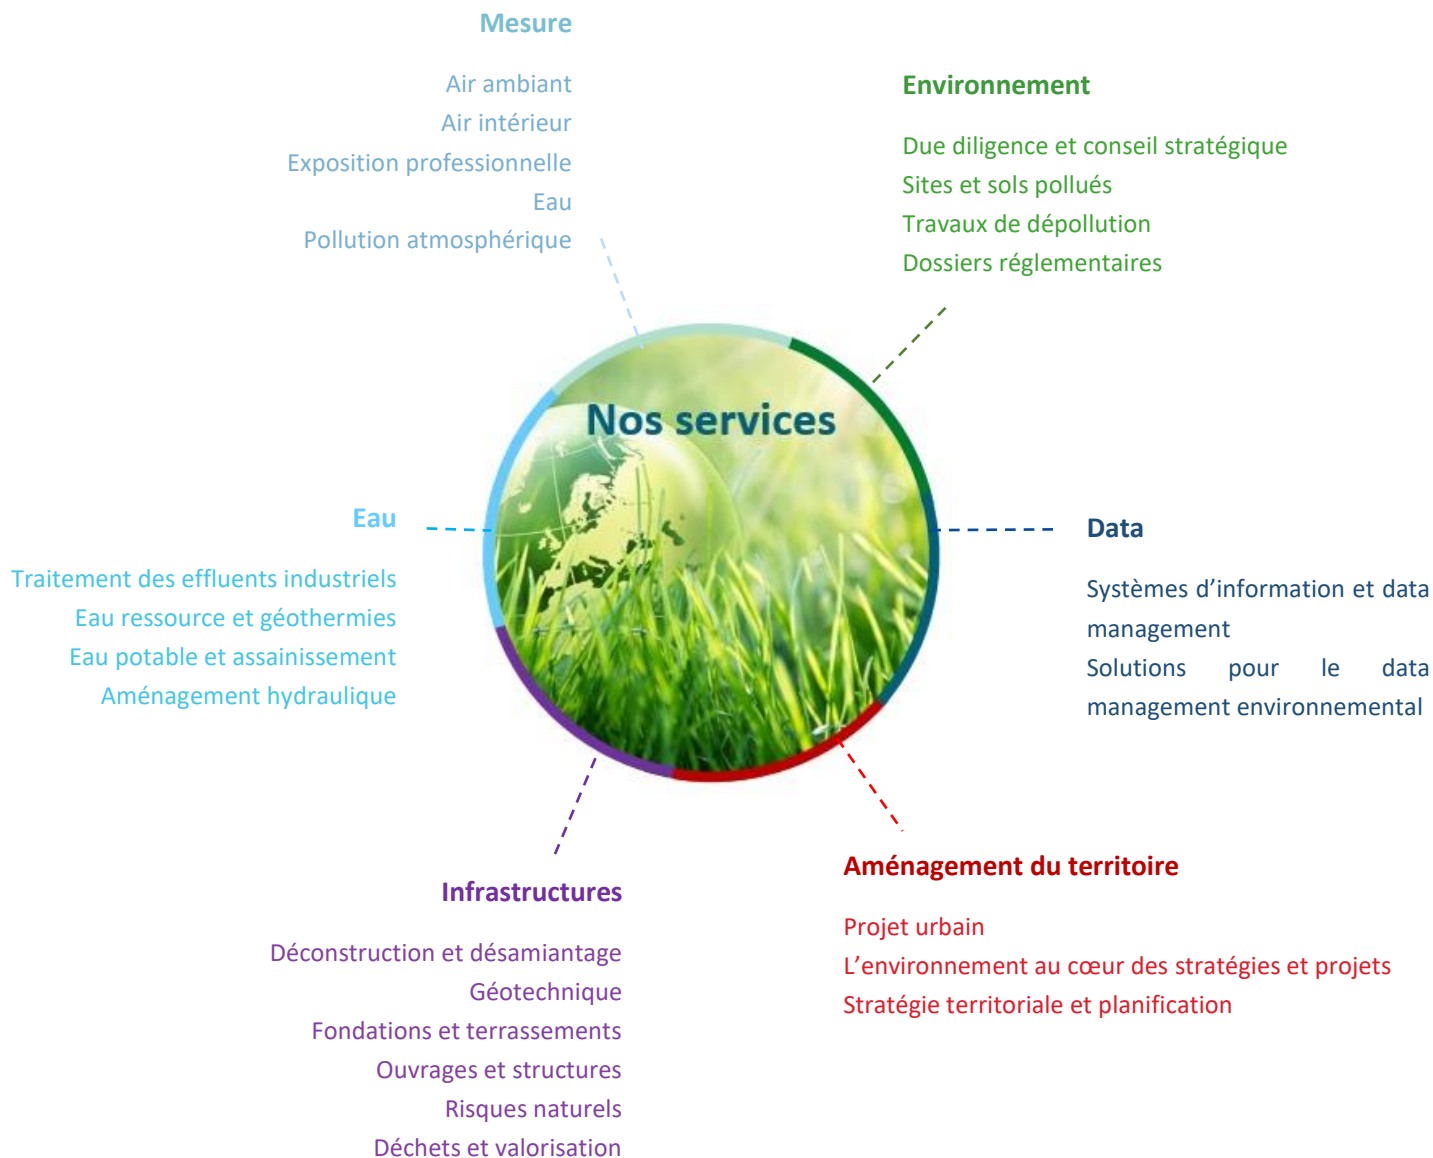 Mesure
Air ambiant
Air intérieur
Exposition professionnelle
Eau
Pollution atmosphérique
Environnement
Due diligence et conseil stratégique
Sites et sols pollués
Travaux de dépollution
Dossiers réglementaires
Nos services
Eau
Traitement des effluents industriels
Eau ressource et géothermies
Eau potable et assainissement
Aménagement hydraulique
Data
Systèmes d’information et data
management
Solutions pour le data
management environnemental
Infrastructures
Déconstruction et désamiantage
Géotechnique
Fondations et terrassements
Ouvrages et structures
Risques naturels
Déchets et valorisation
Aménagement du territoire
Projet urbain
L’environnement au cœur des stratégies et projets
Stratégie territoriale et planification